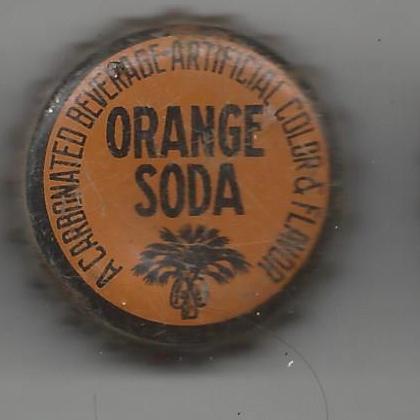 A CARBONATED BEVERAGE-ARTIFICIAL COLOR & FLAVOR
ORANGE
SODA